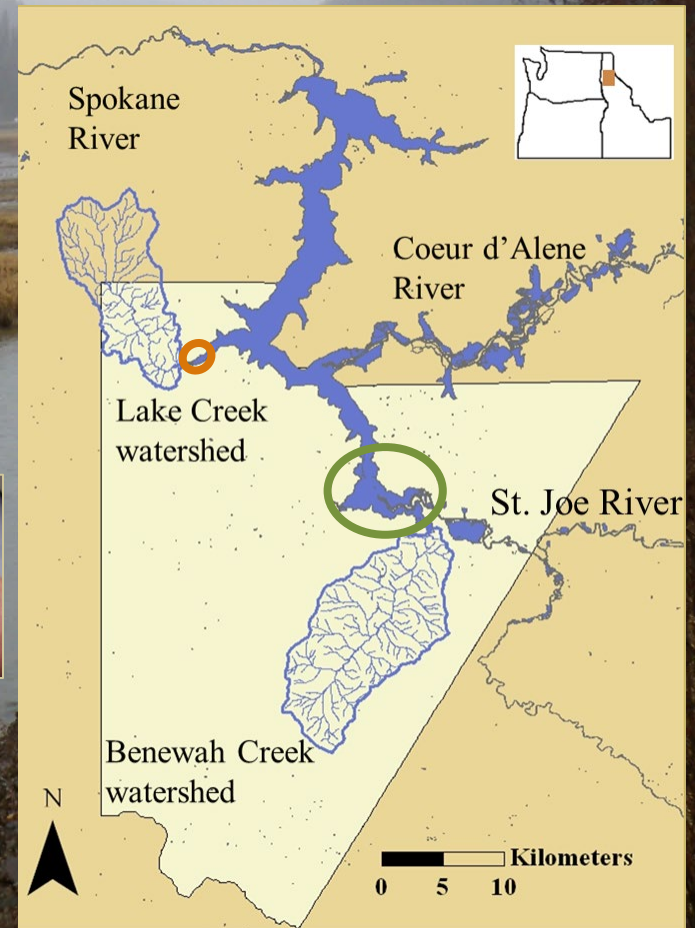 Spokane
River
Coeur d’Alene
River
Lake Creek
watershed
St. Joe River
Benewah Creek
watershed
N
Kilometers
0 5 10